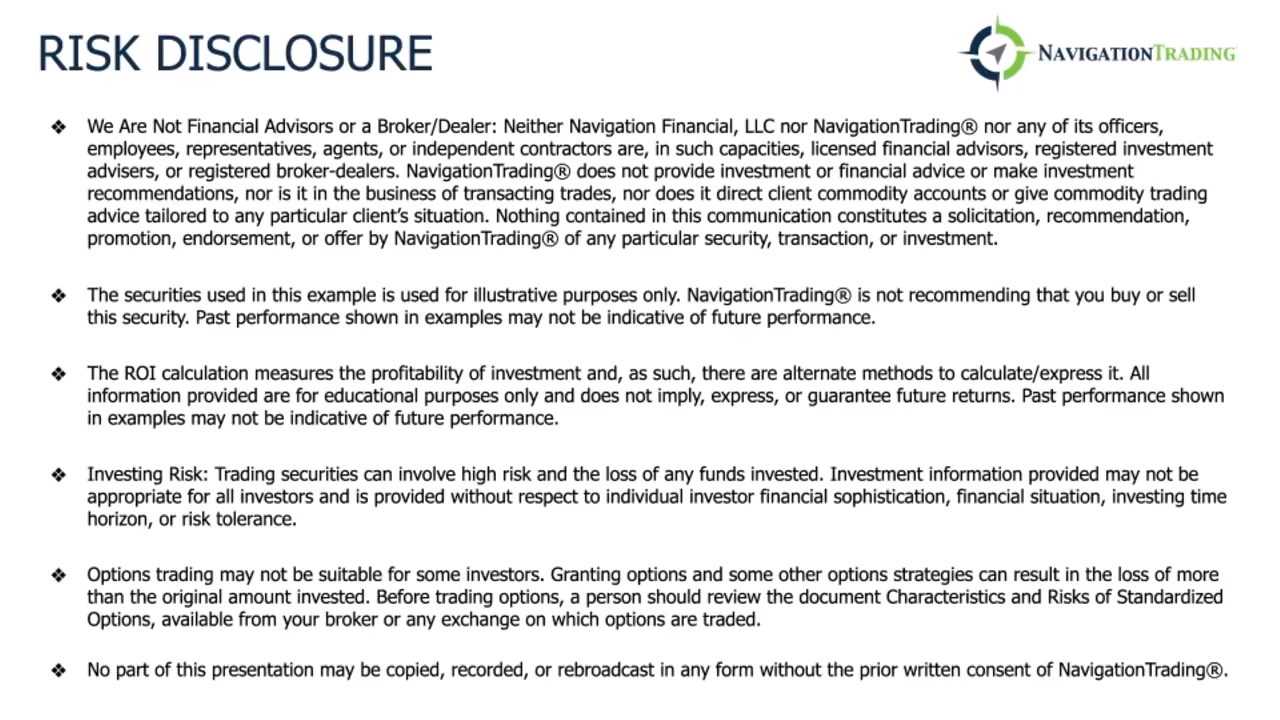 RISK DISCLOSURE
NAVIGATIONTRADING
❖ We Are Not Financial Advisors or a Broker/Dealer: Neither Navigation Financial, LLC nor NavigationTrading® nor any of its officers,
employees, representatives, agents, or independent contractors are, in such capacities, licensed financial advisors, registered investment
advisers, or registered broker-dealers. NavigationTrading® does not provide investment or financial advice or make investment
recommendations, nor is it in the business of transacting trades, nor does it direct client commodity accounts or give commodity trading
advice tailored to any particular client’s situation. Nothing contained in this communication constitutes a solicitation, recommendation,
promotion, endorsement, or offer by NavigationTrading® of any particular security, transaction, or investment.
❖ The securities used in this example is used for illustrative purposes only. NavigationTrading® is not recommending that you buy or sell
this security. Past performance shown in examples may not be indicative of future performance.
❖ The ROI calculation measures the profitability of investment and, as such, there are alternate methods to calculate/express it. All
information provided are for educational purposes only and does not imply, express, or guarantee future returns. Past performance shown
in examples may not be indicative of future performance.
❖ Investing Risk: Trading securities can involve high risk and the loss of any funds invested. Investment information provided may not be
appropriate for all investors and is provided without respect to individual investor financial sophistication, financial situation, investing time
horizon, or risk tolerance.
❖ Options trading may not be suitable for some investors. Granting options and some other options strategies can result in the loss of more
than the original amount invested. Before trading options, a person should review the document Characteristics and Risks of Standardized
Options, available from your broker or any exchange on which options are traded.
❖ No part of this presentation may be copied, recorded, or rebroadcast in any form without the prior written consent of NavigationTrading®.